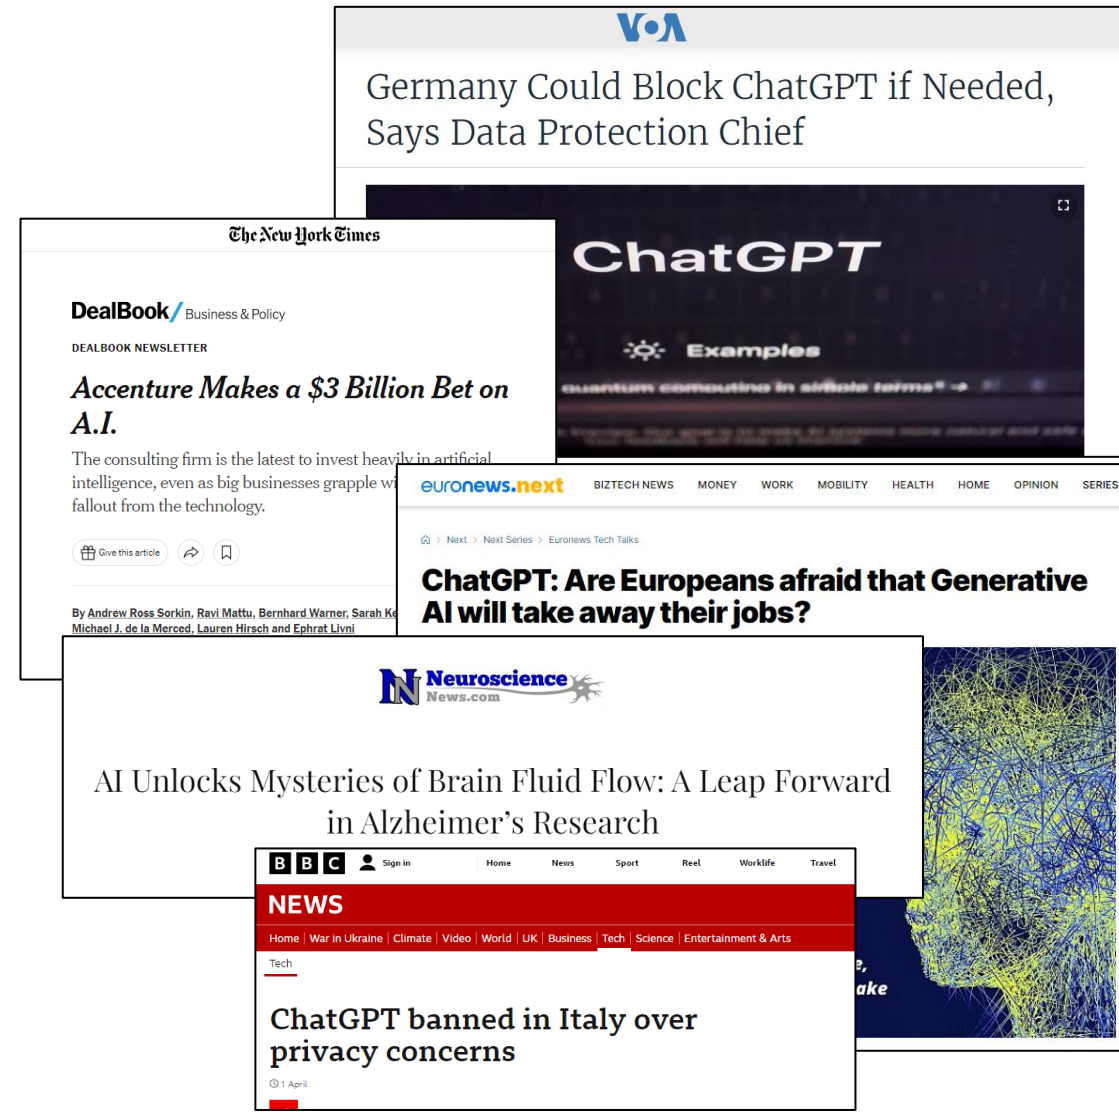 VOA
Germany Could Block ChatGPT if Needed,
Says Data Protection Chief
ChatGPT
Examples
quantum computing in simple terms" →
The New York Times
DealBook/ Business & Policy
DEALBOOK NEWSLETTER
Accenture Makes a $3 Billion Bet on
A.I.
The consulting firm is the latest to invest heavily in artificial
intelligence, even as big businesses grapple
fallout from the technology.
Give this article
By Andrew Ross Sorkin, Ravi Mattu, Bernhard Warner, Sarah
Michael J. de la Merced, Lauren Hirsch and Ephrat Livni
euronews.next BIZTECH NEWS MONEY WORK MOBILITY HEALTH HOME OPINION SERIES
Next > Next Series > Euronews Tech Talks
ChatGPT: Are Europeans afraid that Generative
AI will take away their jobs?
Neuroscience
News.com
AI Unlocks Mysteries of Brain Fluid Flow: A Leap Forward
in Alzheimer's Research
BBC Sign in Home News Sport Reel Worklife Travel
NEWS
Home | War in Ukraine | Climate | Video | World | UK | Business | Tech | Science | Entertainment & Arts
Tech
ChatGPT banned in Italy over
privacy concerns
1 April